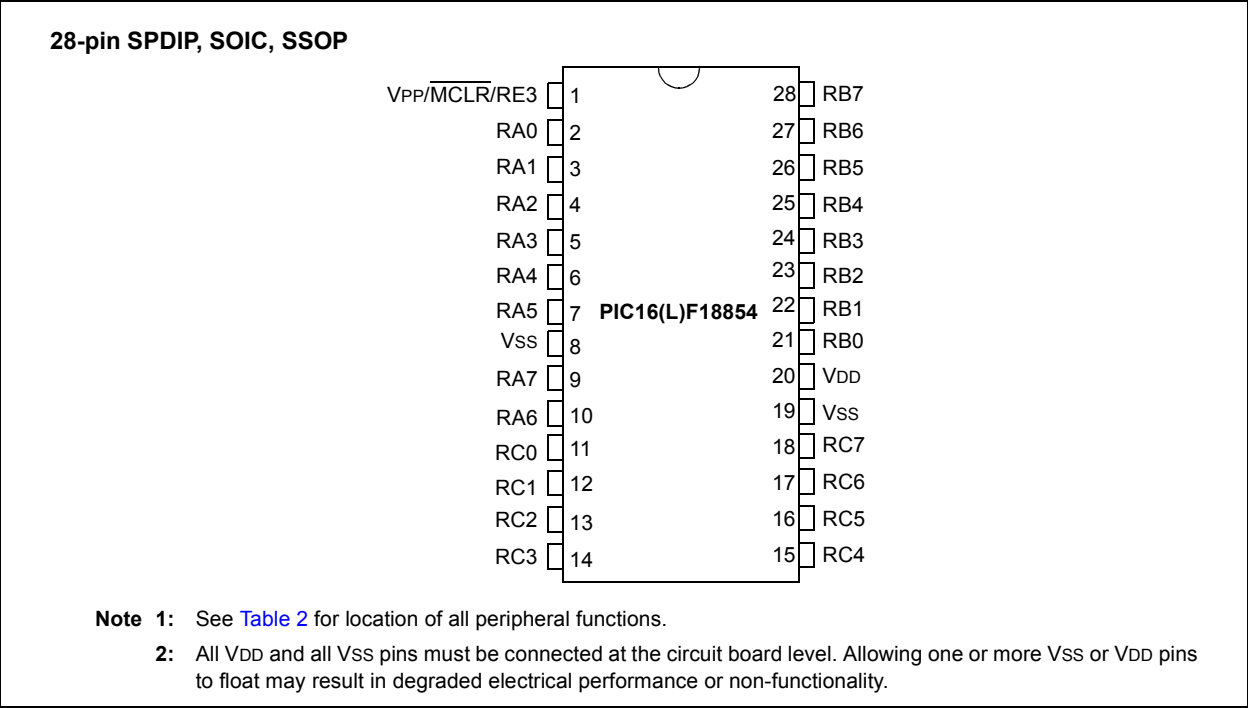 28-pin SPDIP, SOIC, SSOP
VPP/MCLR/RE3 1 28 RB7
RA0 2 27 RB6
RA1 3 26 RB5
RA2 4 25 RB4
RA3 5 24 RB3
RA4 6 23 RB2
RA5 7 PIC16(L)F18854 22 RB1
VSS 8 21 RB0
RA7 9 20 VDD
RA6 10 19 VSS
RC0 11 18 RC7
RC1 12 17 RC6
RC2 13 16 RC5
RC3 14 15 RC4
Note 1: See Table 2 for location of all peripheral functions.
2: All VDD and all VSS pins must be connected at the circuit board level. Allowing one or more VSS or VDD pins
to float may result in degraded electrical performance or non-functionality.